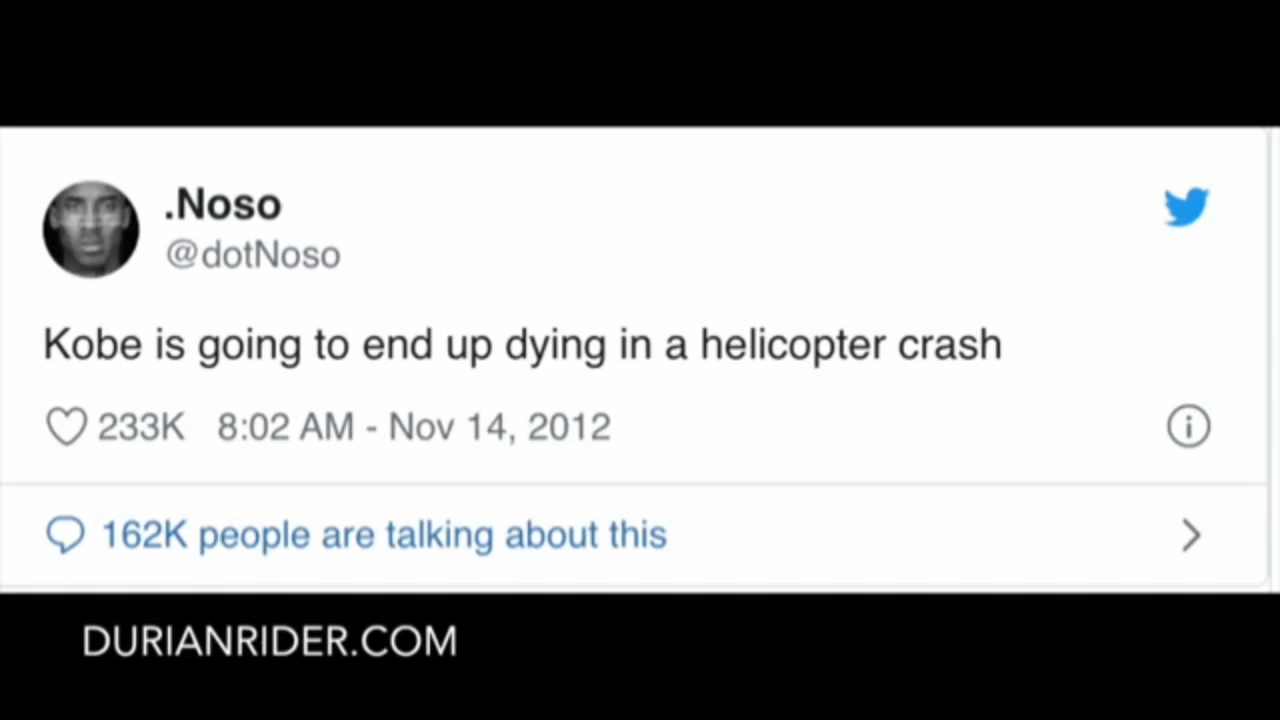 .Noso
@dotNoso
Kobe is going to end up dying in a helicopter crash
233K 8:02 AM - Nov 14, 2012
162K people are talking about this
DURIANRIDER.COM